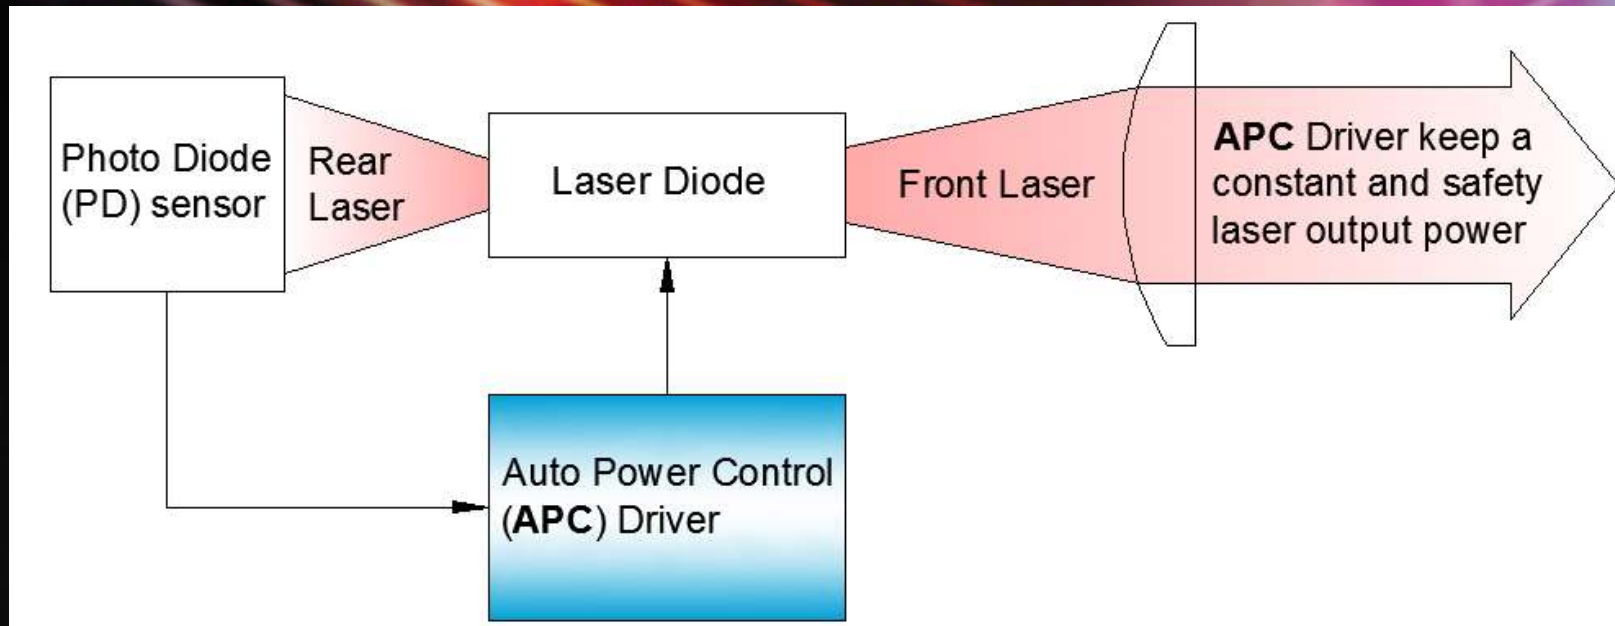 Photo Diode
(PD) sensor
Rear
Laser
Laser Diode
Front Laser
APC Driver keep a
constant and safety
laser output power
Auto Power Control
(APC) Driver